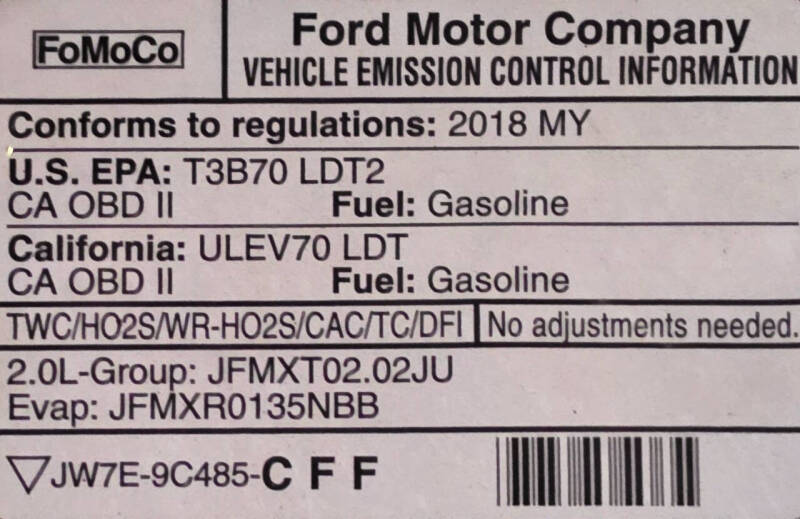 FoMoCo
Ford Motor Company
VEHICLE EMISSION CONTROL INFORMATION
Conforms to regulations: 2018 MY
U.S. EPA: T3B70 LDT2
CA OBD II Fuel: Gasoline
California: ULEV70 LDT
CA OBD II Fuel: Gasoline
TWC/HO2S/WR-HO2S/CAC/TC/DFI No adjustments needed.
2.0L-Group: JFMXT02.02JU
Evap: JFMXR0135NBB
JW7E-9C485-C F F